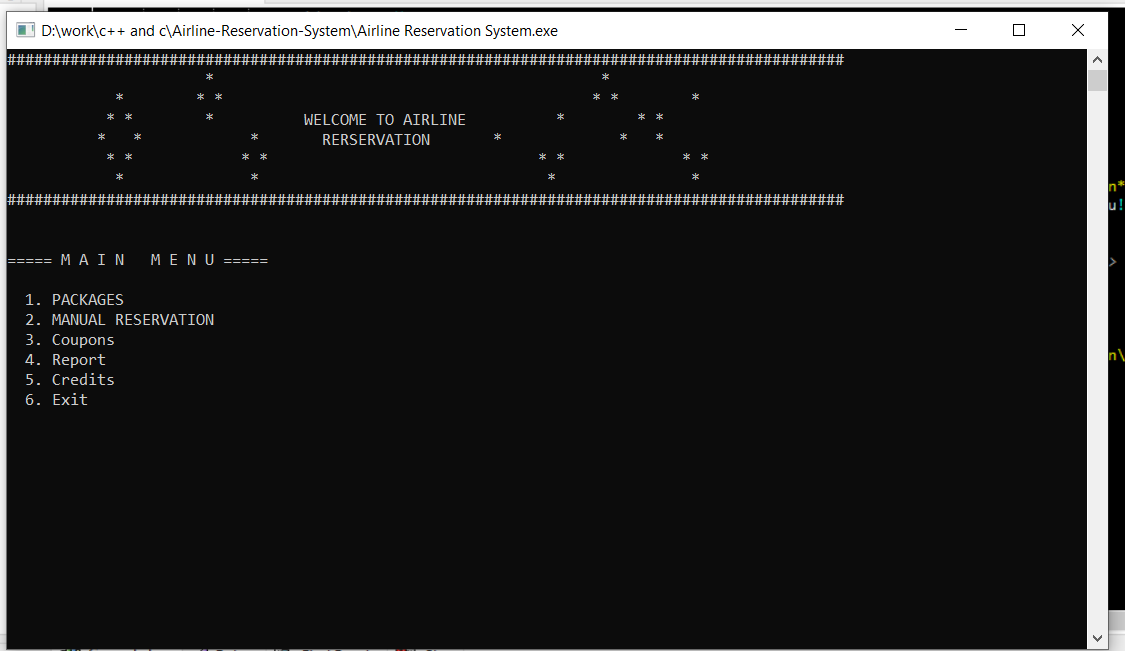 D:\work\c++ and c\Airline-Reservation-System\Airline Reservation System.exe
#############################################################################################
* *
* * * * * *
* * * WELCOME TO AIRLINE * * *
* * * RERSERVATION * * *
* * * * * * * *
* * * *
#############################################################################################
===== M A I N   M E N U =====
1. PACKAGES
2. MANUAL RESERVATION
3. Coupons
4. Report
5. Credits
6. Exit
n*
u!
>
n\